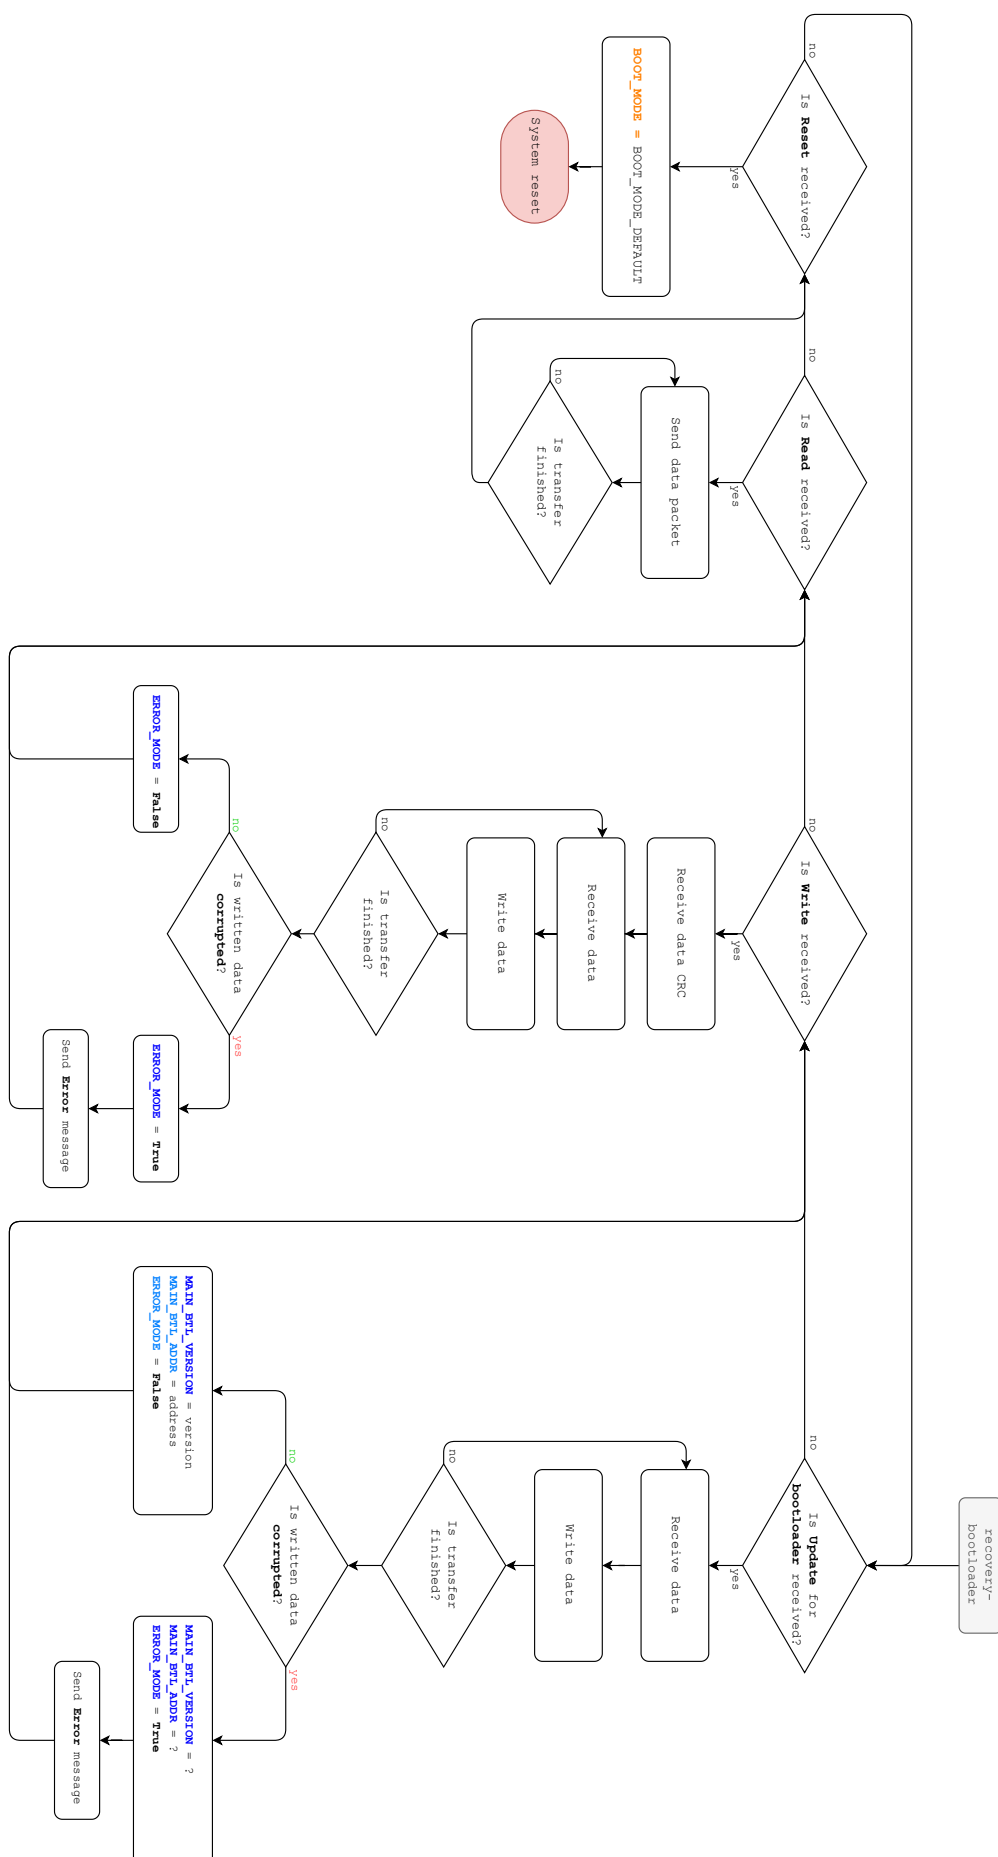 recovery-
bootloader
Is Update for
bootloader received?
no
yes
Receive data
Write data
Is transfer
finished?
no
Is written data
corrupted?
no
yes
MAIN_BTL_VERSION = version
MAIN_BTL_ADDR = address
ERROR_MODE = False
MAIN_BTL_VERSION = ?
MAIN_BTL_ADDR = ?
ERROR_MODE = True
Send Error message
Is Write received?
no
yes
Receive data CRC
Receive data
Write data
Is transfer
finished?
no
Is written data
corrupted?
no
yes
ERROR_MODE = False
ERROR_MODE = True
Send Error message
Is Read received?
no
yes
Send data packet
Is transfer
finished?
no
Is Reset received?
no
yes
BOOT_MODE = BOOT_MODE_DEFAULT
System reset